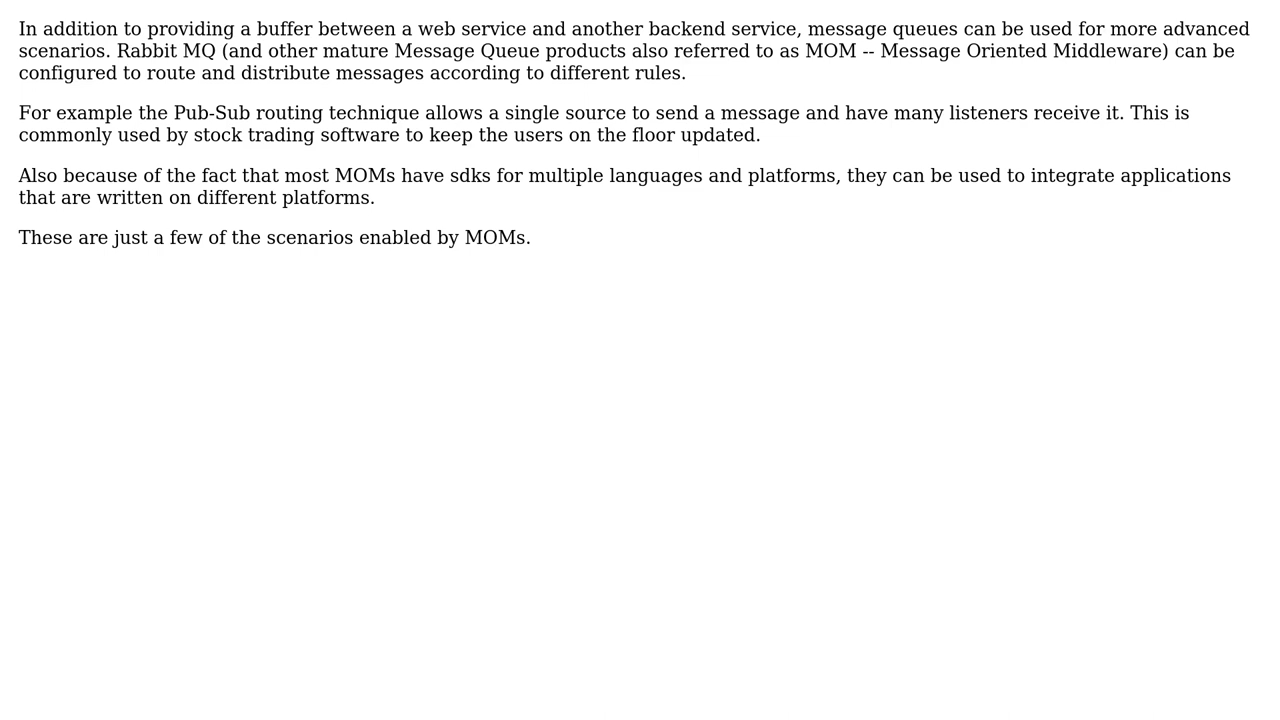 In addition to providing a buffer between a web service and another backend service, message queues can be used for more advanced
scenarios. Rabbit MQ (and other mature Message Queue products also referred to as MOM -- Message Oriented Middleware) can be
configured to route and distribute messages according to different rules.
For example the Pub-Sub routing technique allows a single source to send a message and have many listeners receive it. This is
commonly used by stock trading software to keep the users on the floor updated.
Also because of the fact that most MOMs have sdks for multiple languages and platforms, they can be used to integrate applications
that are written on different platforms.
These are just a few of the scenarios enabled by MOMs.